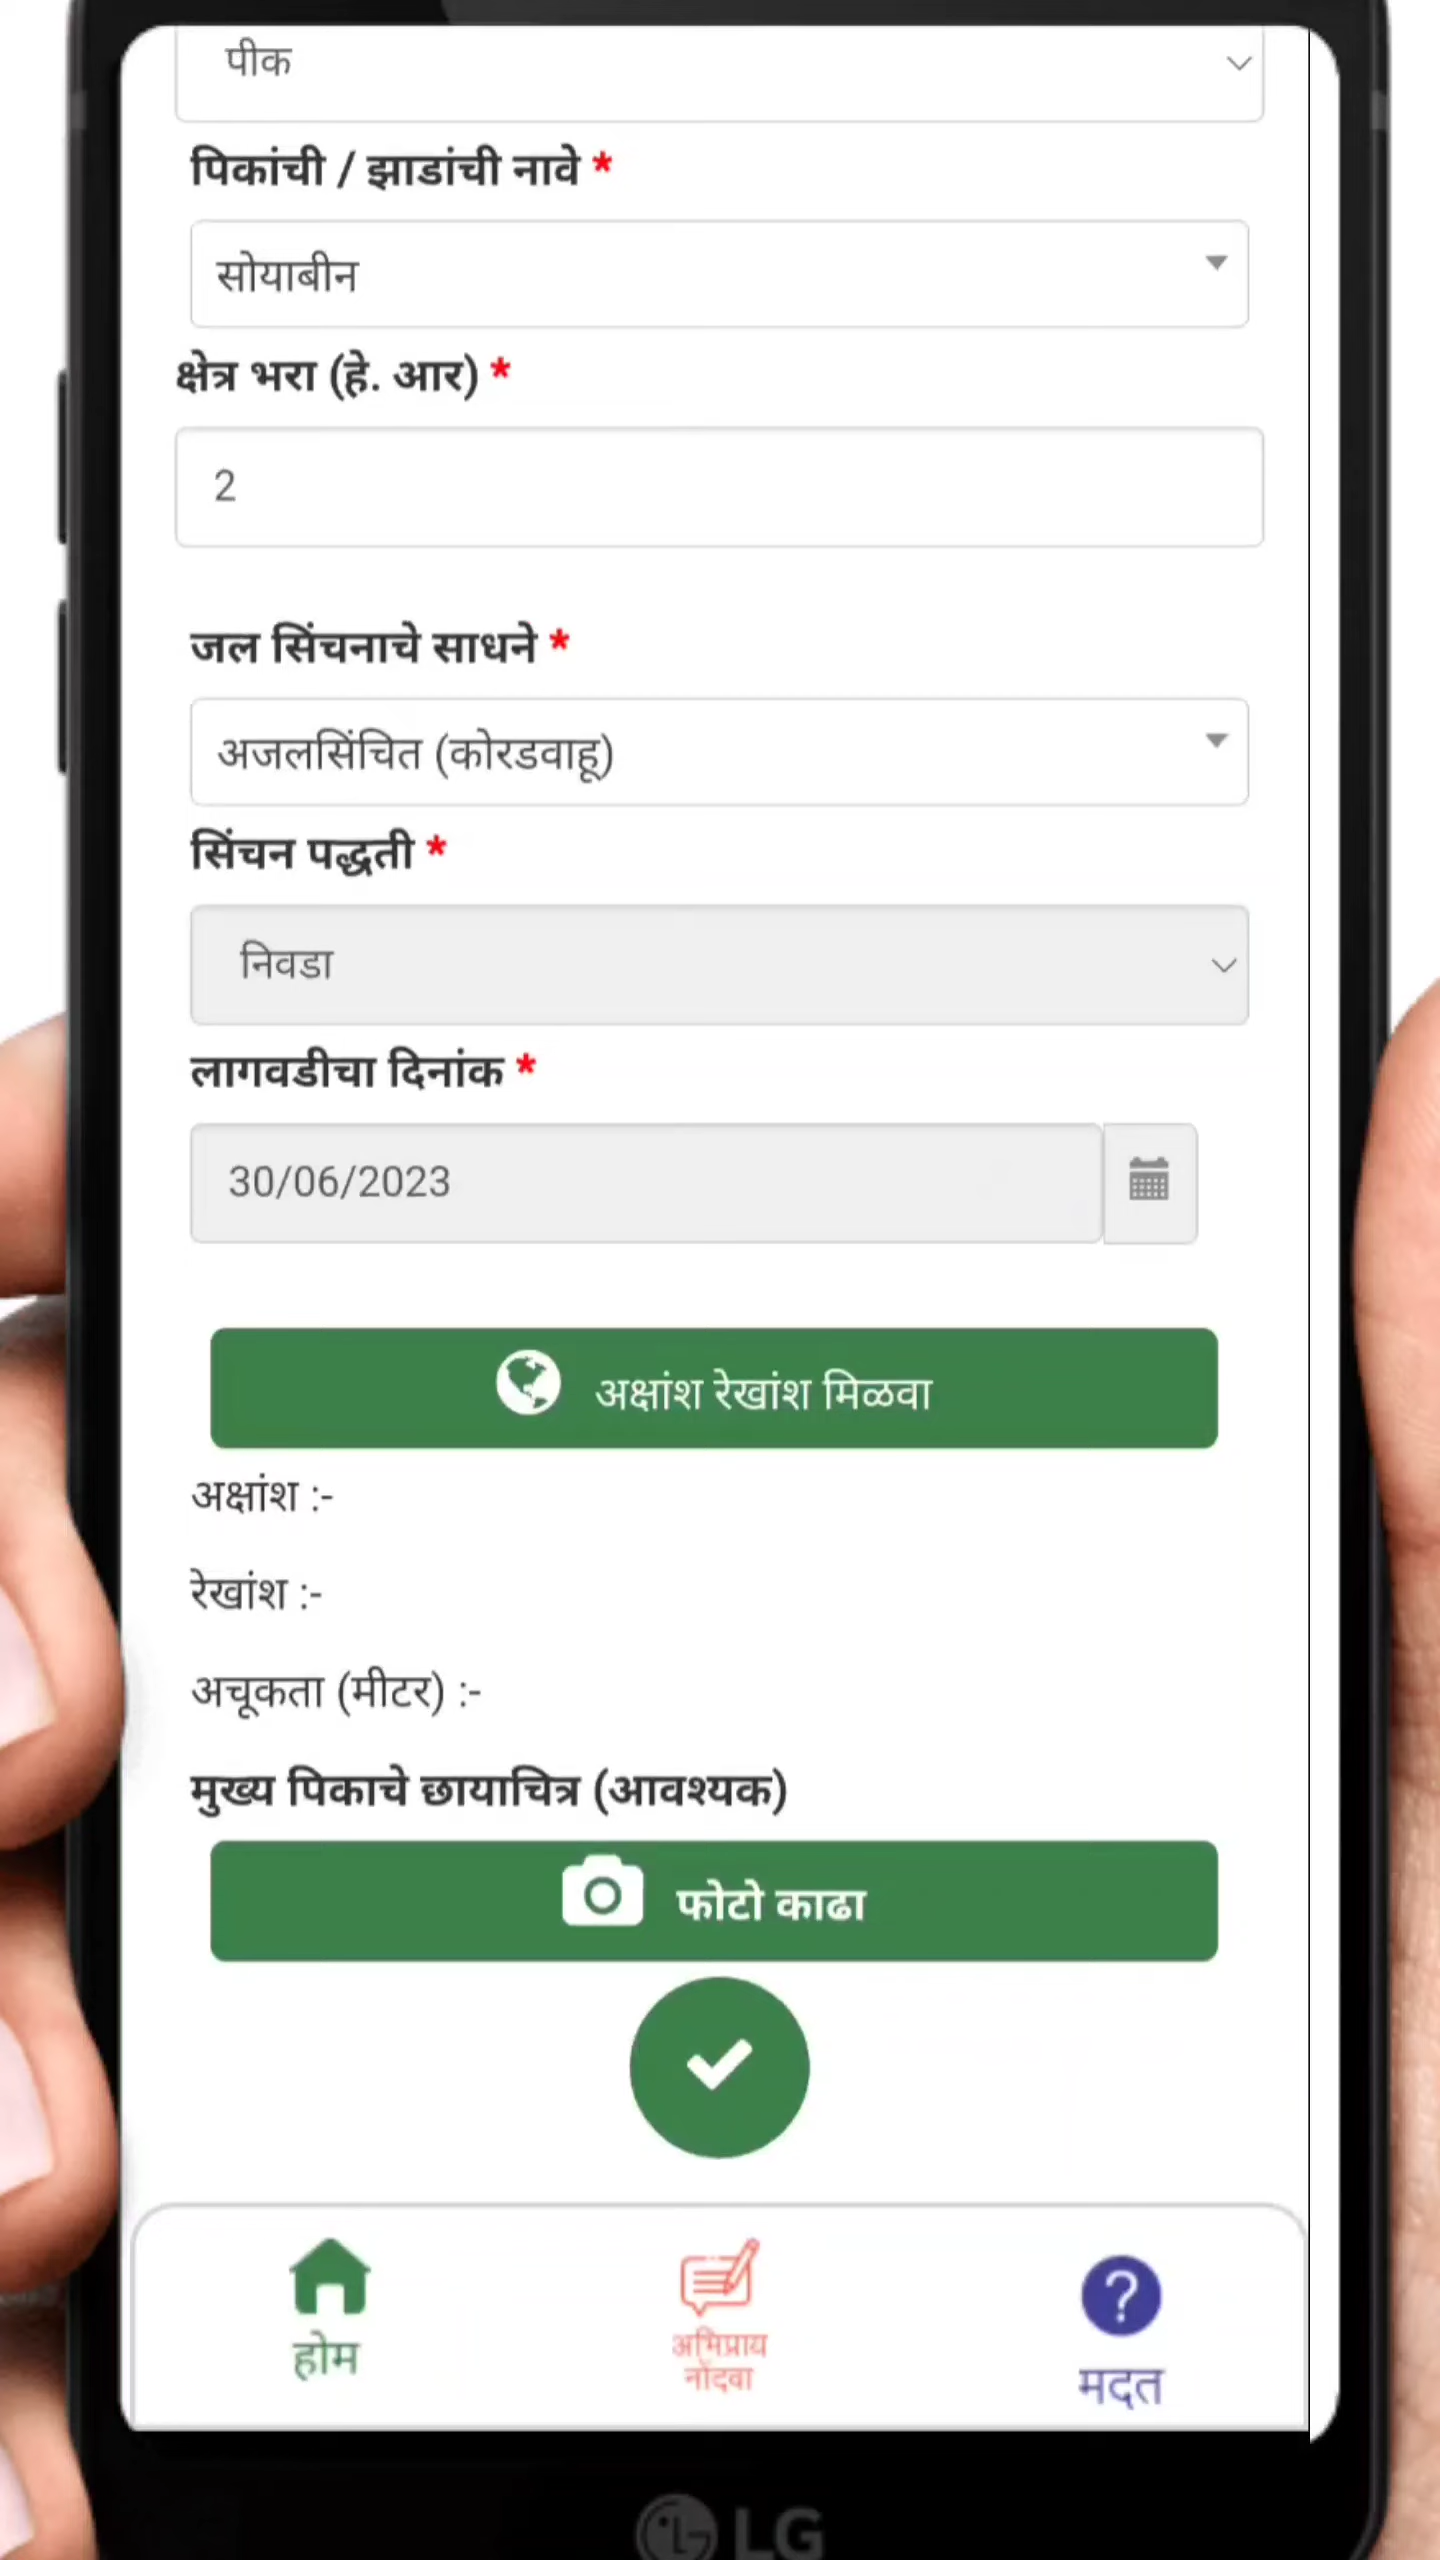 पीक
पिकांची / झाडांची नावे *
सोयाबीन
क्षेत्र भरा (हे. आर) *
2
जल सिंचनाचे साधने *
अजलसिंचित (कोरडवाहू)
सिंचन पद्धती *
निवडा
लागवडीचा दिनांक *
30/06/2023
अक्षांश रेखांश मिळवा
अक्षांश :-
रेखांश :-
अचूकता (मीटर) :-
मुख्य पिकाचे छायाचित्र (आवश्यक)
फोटो काढा
होम
अभिप्राय
नोंदवा
मदत
LG